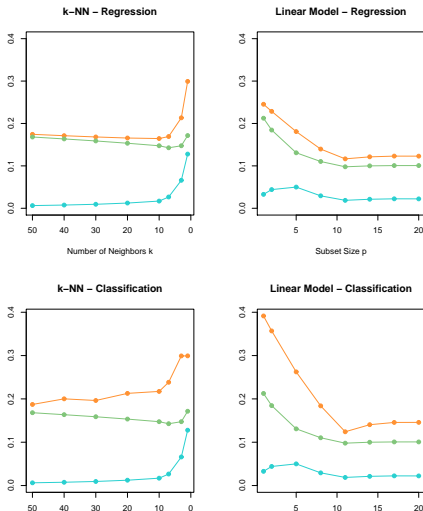 k−NN − Regression
0.0 0.1 0.2 0.3 0.4
50 40 30 20 10 0
Number of Neighbors k
Linear Model − Regression
0.0 0.1 0.2 0.3 0.4
5 10 15 20
Subset Size p
k−NN − Classification
0.0 0.1 0.2 0.3 0.4
50 40 30 20 10 0
Linear Model − Classification
0.0 0.1 0.2 0.3 0.4
5 10 15 20